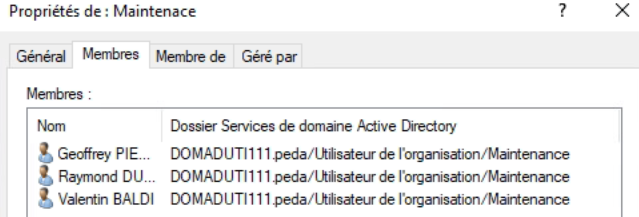 Propriétés de : Maintenace ? ×
Général Membres Membre de Géré par
Membres :
Nom Dossier Services de domaine Active Directory
Geoffrey PIE... DOMADUTI111.peda/Utilisateur de l'organisation/Maintenance
Raymond DU... DOMADUTI111.peda/Utilisateur de l'organisation/Maintenance
Valentin BALDI DOMADUTI111.peda/Utilisateur de l'organisation/Maintenance